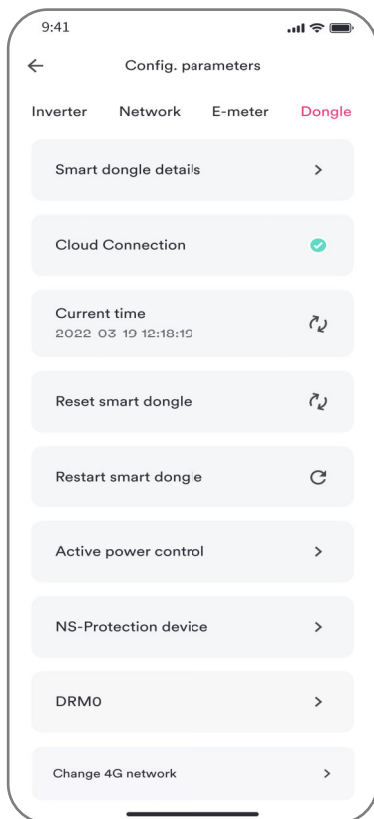 9:41
Config. parameters
Inverter Network E-meter Dongle
Smart dongle details
Cloud Connection
Current time
2022-03-19 12:18:19
Reset smart dongle
Restart smart dongle
Active power control
NS-Protection device
DRM0
Change 4G network